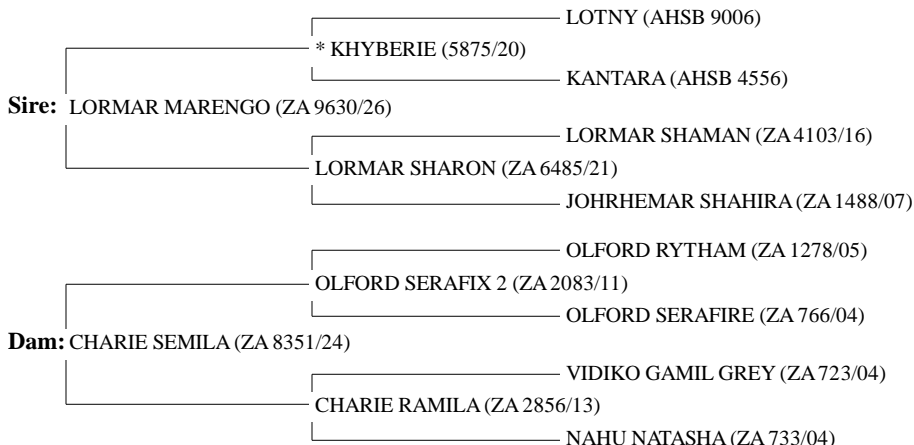 LOTNY (AHSB 9006)
* KHYBERIE (5875/20)
KANTARA (AHSB 4556)
Sire: LORMAR MARENGO (ZA 9630/26)
LORMAR SHAMAN (ZA 4103/16)
LORMAR SHARON (ZA 6485/21)
JOHRHEMAR SHAHIRA (ZA 1488/07)
OLFORD RYTHAM (ZA 1278/05)
OLFORD SERAFIX 2 (ZA 2083/11)
OLFORD SERAFIRE (ZA 766/04)
Dam: CHARIE SEMILA (ZA 8351/24)
VIDIKO GAMIL GREY (ZA 723/04)
CHARIE RAMILA (ZA 2856/13)
NAHU NATASHA (ZA 733/04)